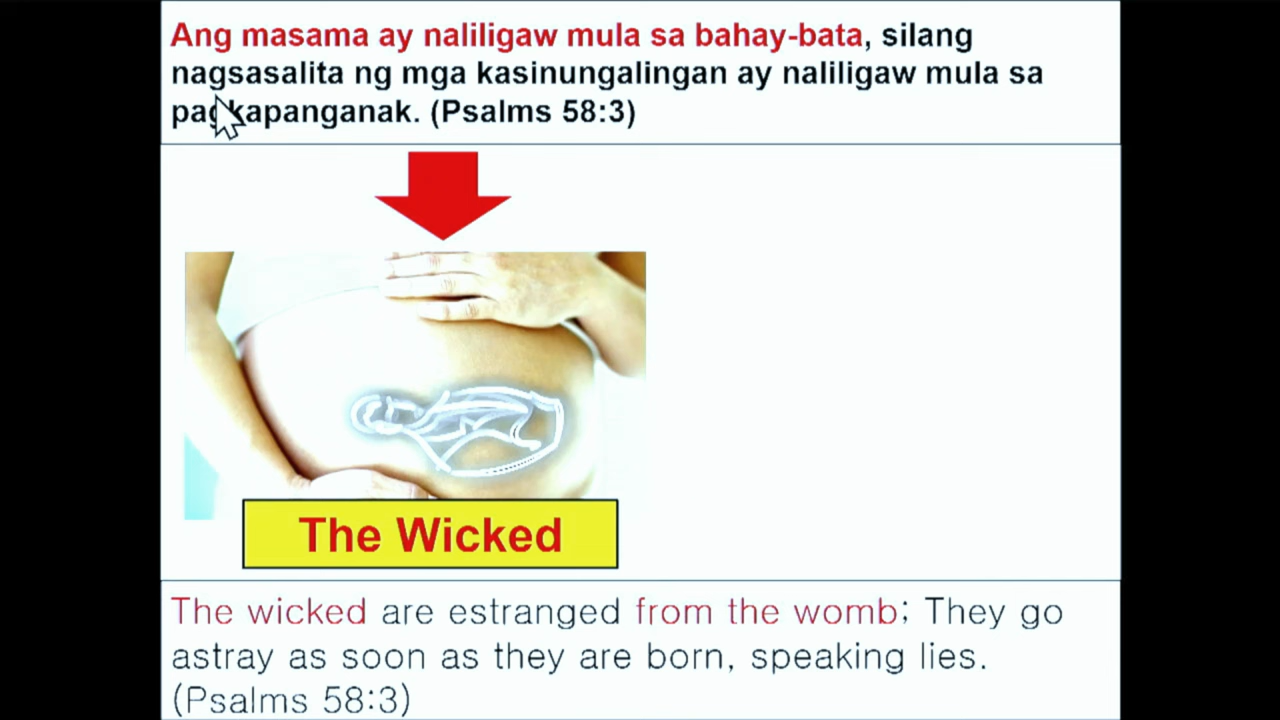 Ang masama ay naliligaw mula sa bahay-bata, silang
nagsasalita ng mga kasinungalingan ay naliligaw mula sa
pagkapanganak. (Psalms 58:3)
The Wicked
The wicked are estranged from the womb; They go
astray as soon as they are born, speaking lies.
(Psalms 58:3)